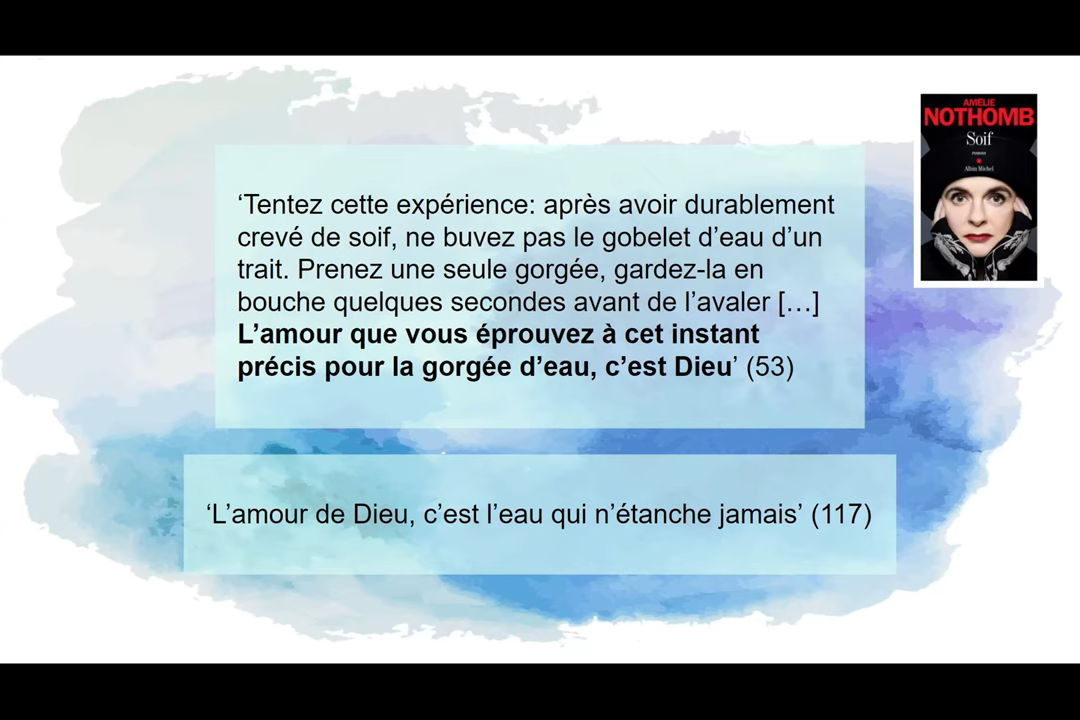 AMÉLIE
NOTHOMB
Soif
ROMAN
Albin Michel
‘Tentez cette expérience: après avoir durablement
crevé de soif, ne buvez pas le gobelet d’eau d’un
trait. Prenez une seule gorgée, gardez-la en
bouche quelques secondes avant de l’avaler […]
L’amour que vous éprouvez à cet instant
précis pour la gorgée d’eau, c’est Dieu’ (53)
‘L’amour de Dieu, c’est l’eau qui n’étanche jamais’ (117)